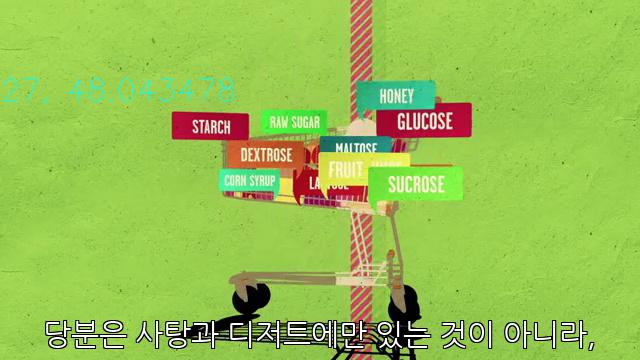 27, 48.043478
HONEY
STARCH
RAW SUGAR
GLUCOSE
DEXTROSE
MALTOSE
FRUIT
CORN SYRUP
SUCROSE
당분은 사탕과 디저트에만 있는 것이 아니라,